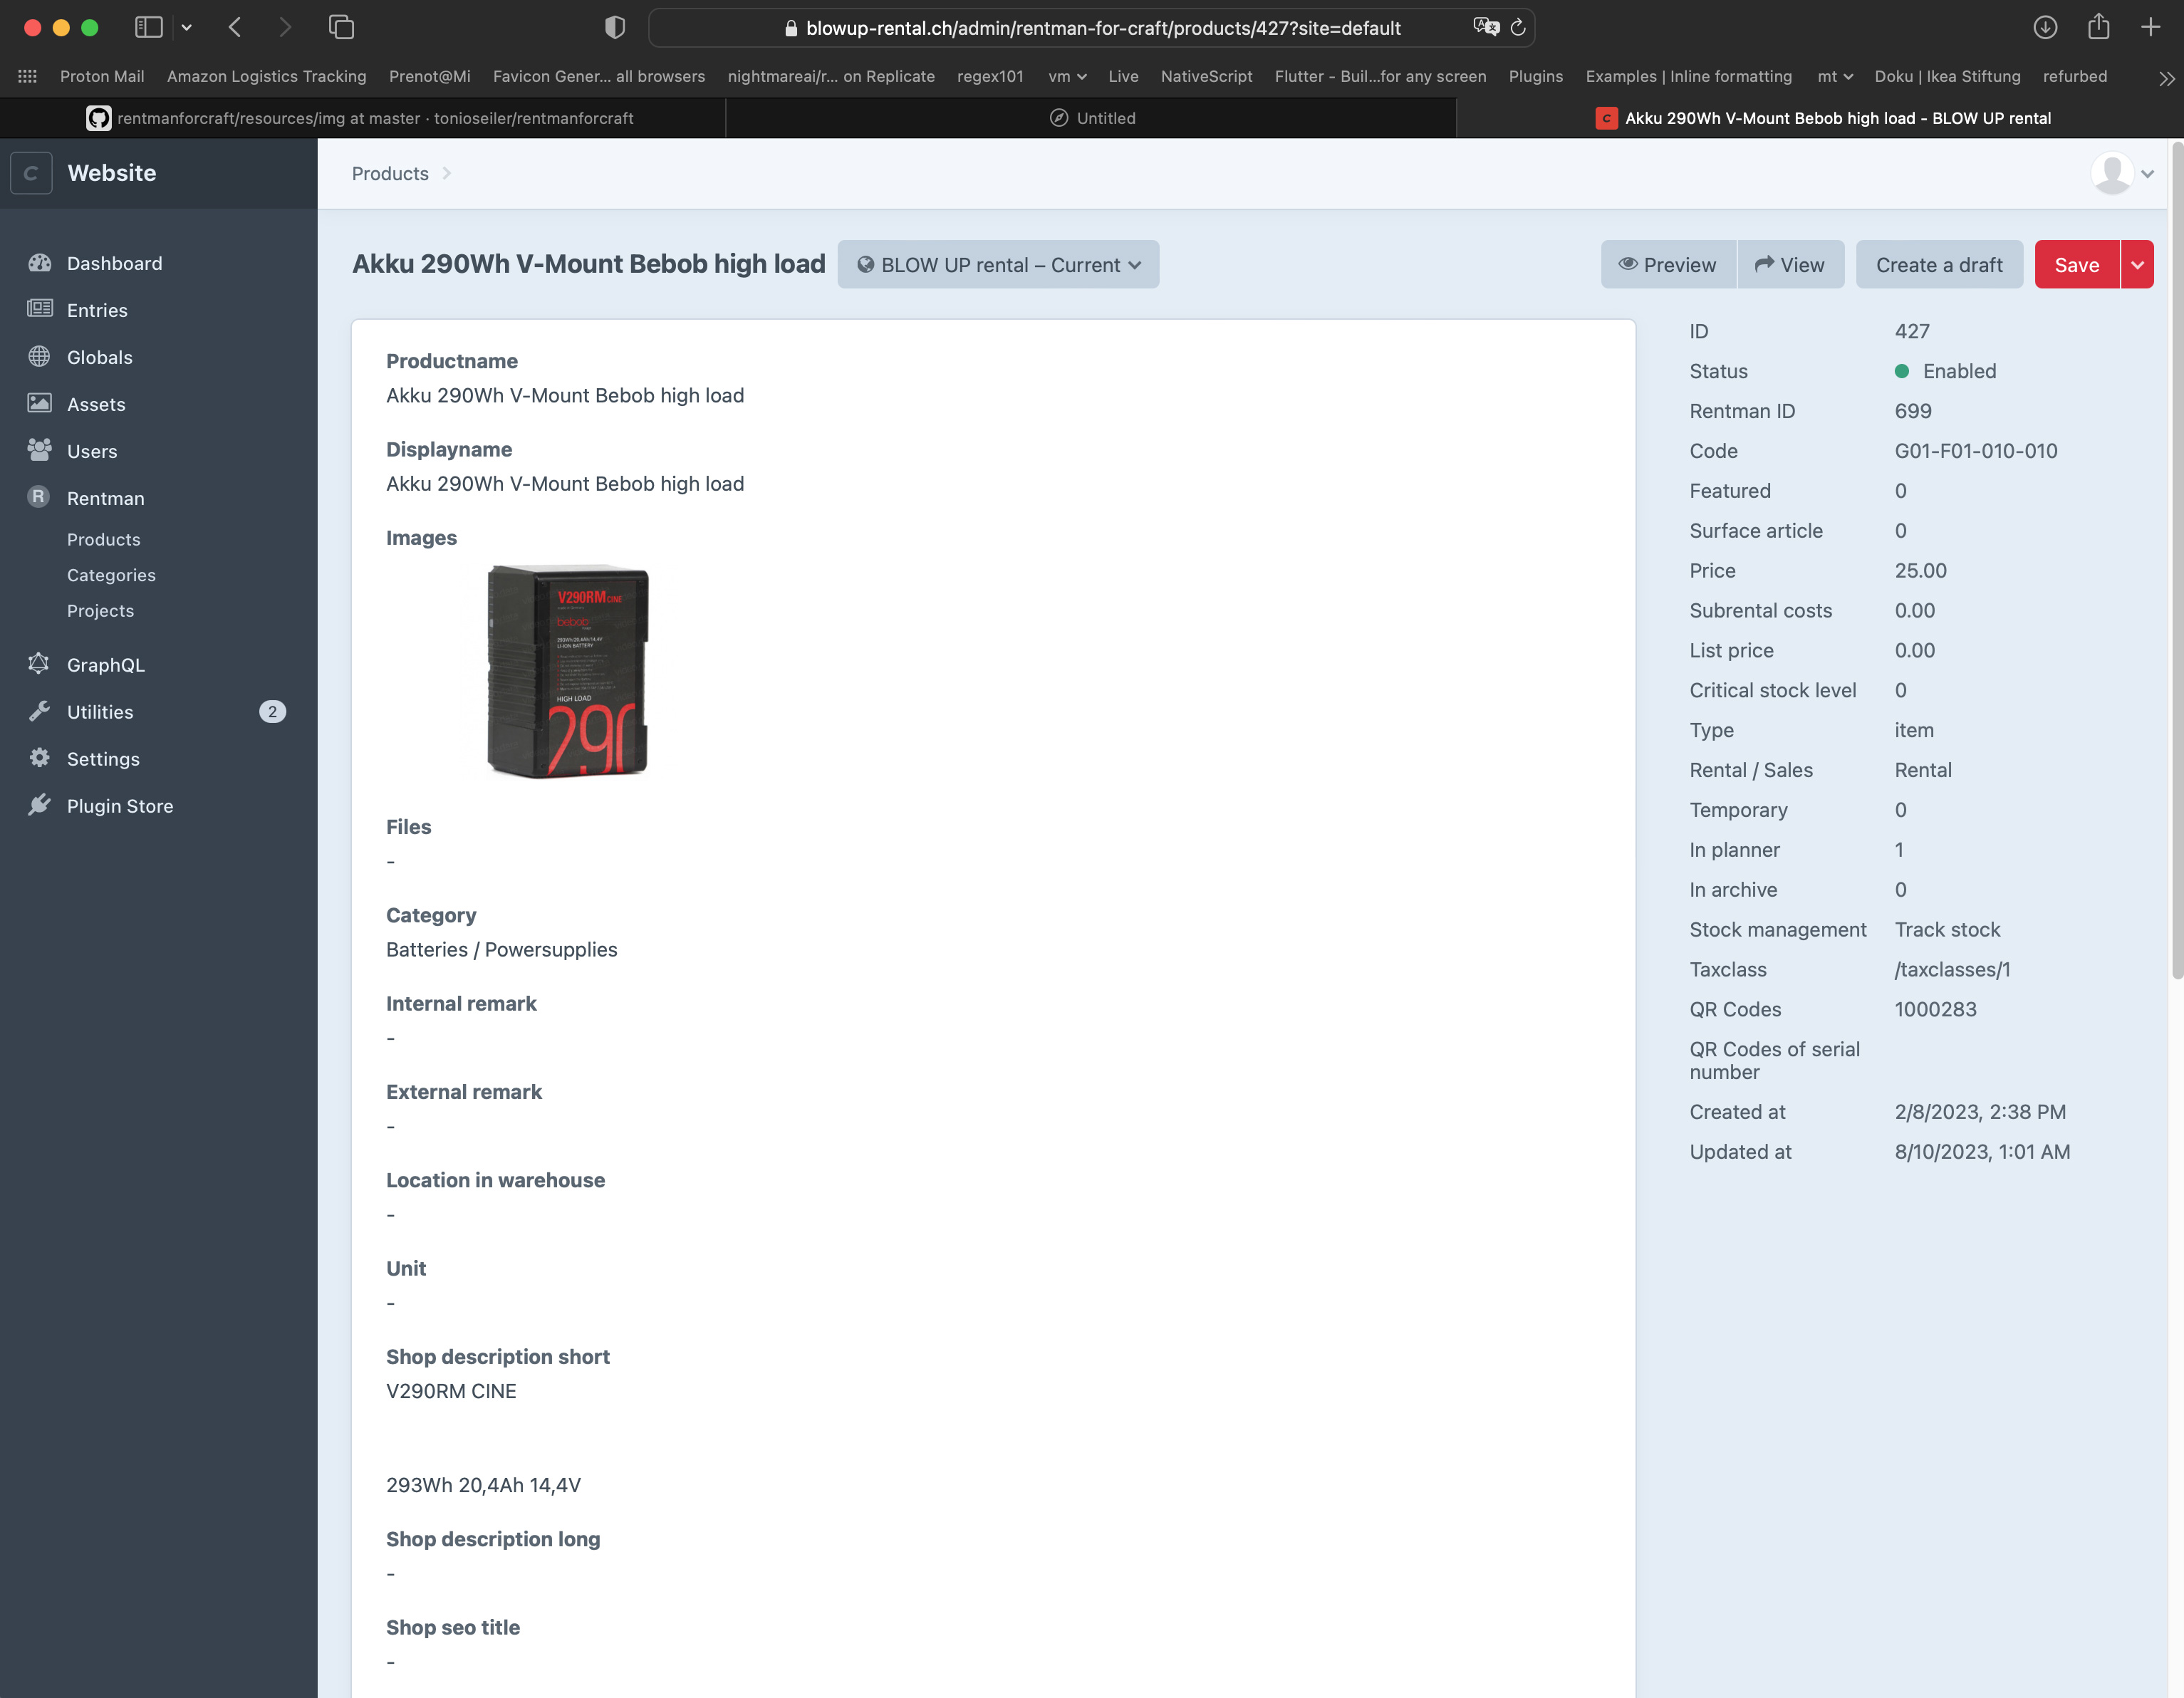 blowup-rental.ch/admin/rentman-for-craft/products/427?site=default
Proton Mail Amazon Logistics Tracking Prenot@Mi Favicon Gener... all browsers nightmareai/r... on Replicate regex101 vm Live NativeScript Flutter - Buil...for any screen Plugins Examples | Inline formatting mt Doku | Ikea Stiftung refurbed
rentmanforcraft/resources/img at master · tonioseiler/rentmanforcraft
Untitled
C Akku 290Wh V-Mount Bebob high load - BLOW UP rental
C Website
Products
Dashboard
Entries
Globals
Assets
Users
R Rentman
Products
Categories
Projects
GraphQL
Utilities 2
Settings
Plugin Store
Akku 290Wh V-Mount Bebob high load
BLOW UP rental – Current
Preview
View
Create a draft
Save
Productname
Akku 290Wh V-Mount Bebob high load
Displayname
Akku 290Wh V-Mount Bebob high load
Images
V290RM CINE
bebob
293Wh 20,4Ah 14,4V
LI-ION BATTERY
HIGH LOAD
290
Files
-
Category
Batteries / Powersupplies
Internal remark
-
External remark
-
Location in warehouse
-
Unit
-
Shop description short
V290RM CINE
293Wh 20,4Ah 14,4V
Shop description long
-
Shop seo title
-
ID 427
Status Enabled
Rentman ID 699
Code G01-F01-010-010
Featured 0
Surface article 0
Price 25.00
Subrental costs 0.00
List price 0.00
Critical stock level 0
Type item
Rental / Sales Rental
Temporary 0
In planner 1
In archive 0
Stock management Track stock
Taxclass /taxclasses/1
QR Codes 1000283
QR Codes of serial
number
Created at 2/8/2023, 2:38 PM
Updated at 8/10/2023, 1:01 AM